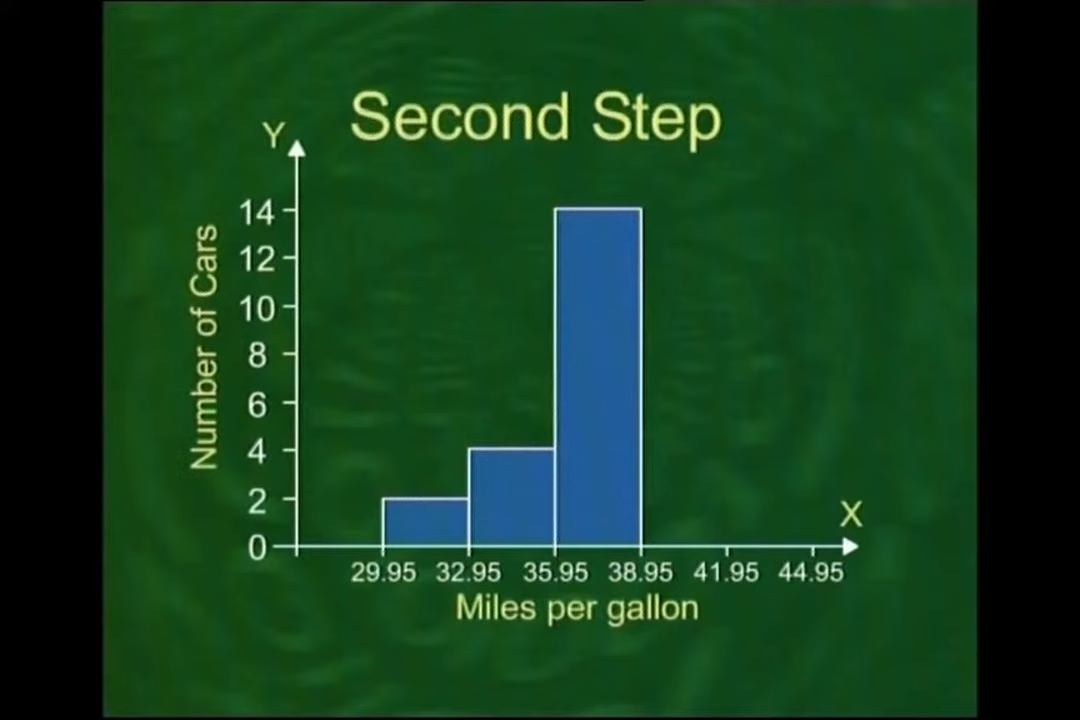 Second Step
Y
Number of Cars
14
12
10
8
6
4
2
0
X
29.95 32.95 35.95 38.95 41.95 44.95
Miles per gallon